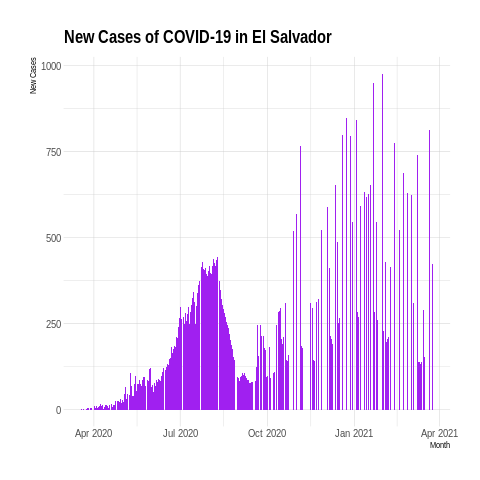 New Cases of COVID-19 in El Salvador
New Cases
1000
750
500
250
0
Apr 2020 Jul 2020 Oct 2020 Jan 2021 Apr 2021
Month